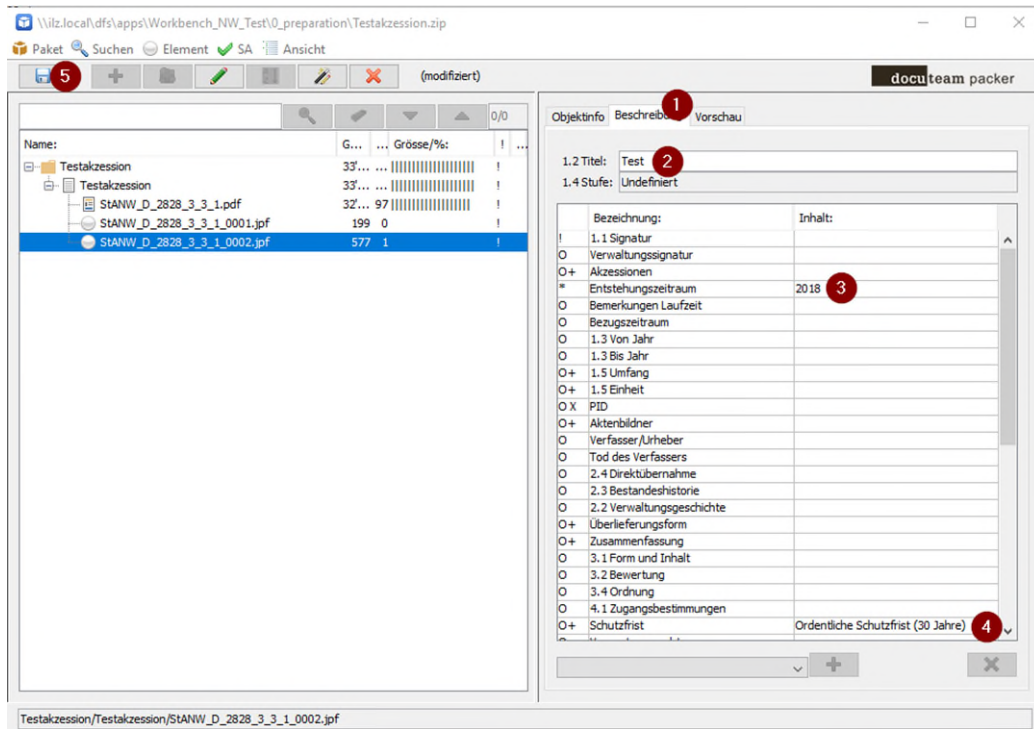 \\ilz.local\dfs\apps\Workbench_NW_Test\0_preparation\Testakzession.zip
Paket Suchen Element SA Ansicht
5 (modifiziert) docuteam packer
0/0
Name: G... ... Grösse/%: ! ...
Testakzession 33'... ... !
Testakzession 33'... ... !
StANW_D_2828_3_3_1.pdf 32'... 97 !
StANW_D_2828_3_3_1_0001.jpf 199 0 !
StANW_D_2828_3_3_1_0002.jpf 577 1 !
1
Objektinfo Vorschau
1.2 Titel: Test 2
1.4 Stufe: Undefiniert
Bezeichnung: Inhalt:
! 1.1 Signatur
O Verwaltungssignatur
O+ Akzessionen
* Entstehungszeitraum 2018 3
O Bemerkungen Laufzeit
O Bezugszeitraum
O 1.3 Von Jahr
O 1.3 Bis Jahr
O+ 1.5 Umfang
O+ 1.5 Einheit
O X PID
O+ Aktenbildner
O Verfasser/Urheber
O Tod des Verfassers
O 2.4 Direktübernahme
O 2.3 Bestandeshistorie
O 2.2 Verwaltungsgeschichte
O+ Überlieferungsform
O+ Zusammenfassung
O 3.1 Form und Inhalt
O 3.2 Bewertung
O 3.4 Ordnung
O 4.1 Zugangsbestimmungen
O+ Schutzfrist Ordentliche Schutzfrist (30 Jahre) 4
Testakzession/Testakzession/StANW_D_2828_3_3_1_0002.jpf